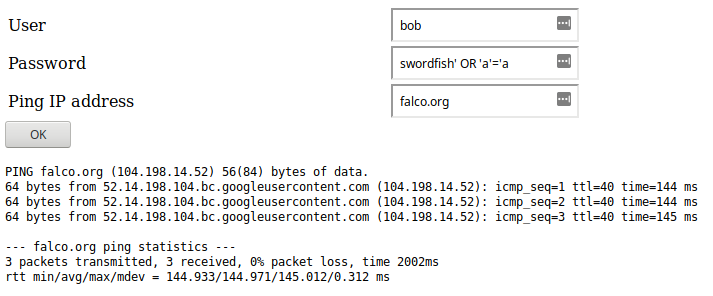 User bob
Password swordfish' OR 'a'='a
Ping IP address falco.org
OK
PING falco.org (104.198.14.52) 56(84) bytes of data.
64 bytes from 52.14.198.104.bc.googleusercontent.com (104.198.14.52): icmp_seq=1 ttl=40 time=144 ms
64 bytes from 52.14.198.104.bc.googleusercontent.com (104.198.14.52): icmp_seq=2 ttl=40 time=144 ms
64 bytes from 52.14.198.104.bc.googleusercontent.com (104.198.14.52): icmp_seq=3 ttl=40 time=145 ms
--- falco.org ping statistics ---
3 packets transmitted, 3 received, 0% packet loss, time 2002ms
rtt min/avg/max/mdev = 144.933/144.971/145.012/0.312 ms